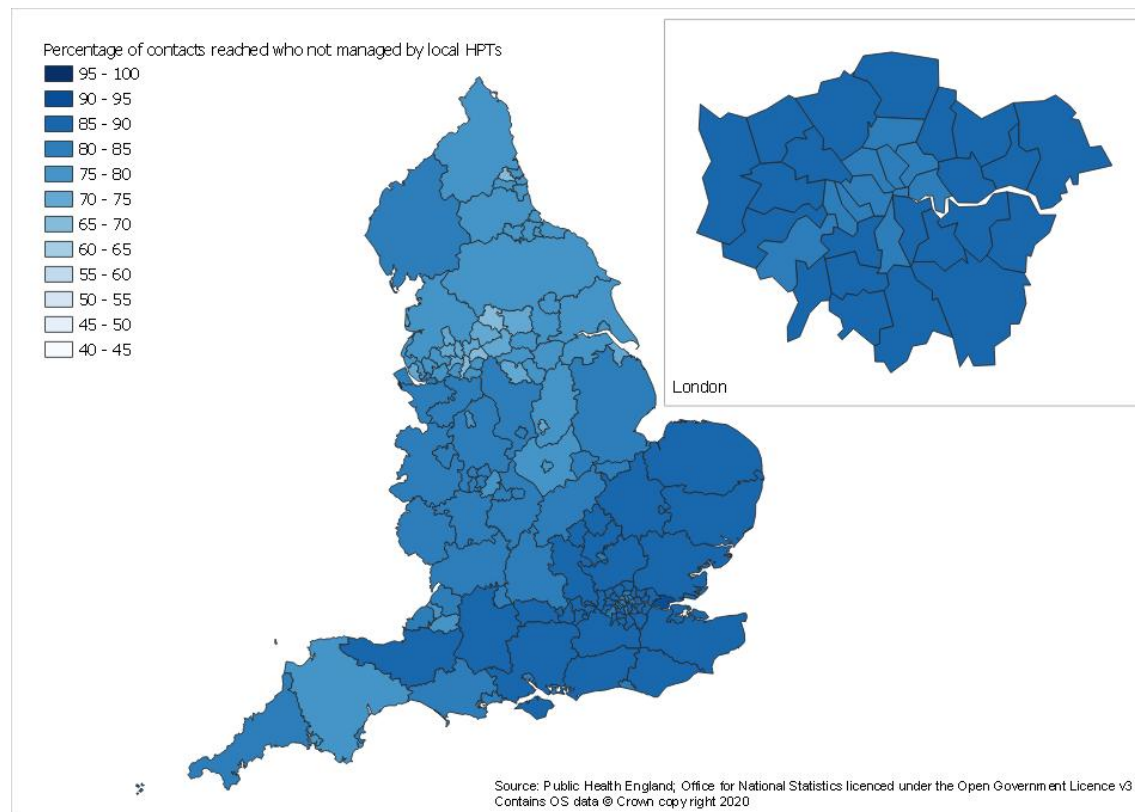 Percentage of contacts reached who not managed by local HPTs
95 - 100
90 - 95
85 - 90
80 - 85
75 - 80
70 - 75
65 - 70
60 - 65
55 - 60
50 - 55
45 - 50
40 - 45
London
Source: Public Health England; Office for National Statistics licenced under the Open Government Licence v3
Contains OS data © Crown copyright 2020